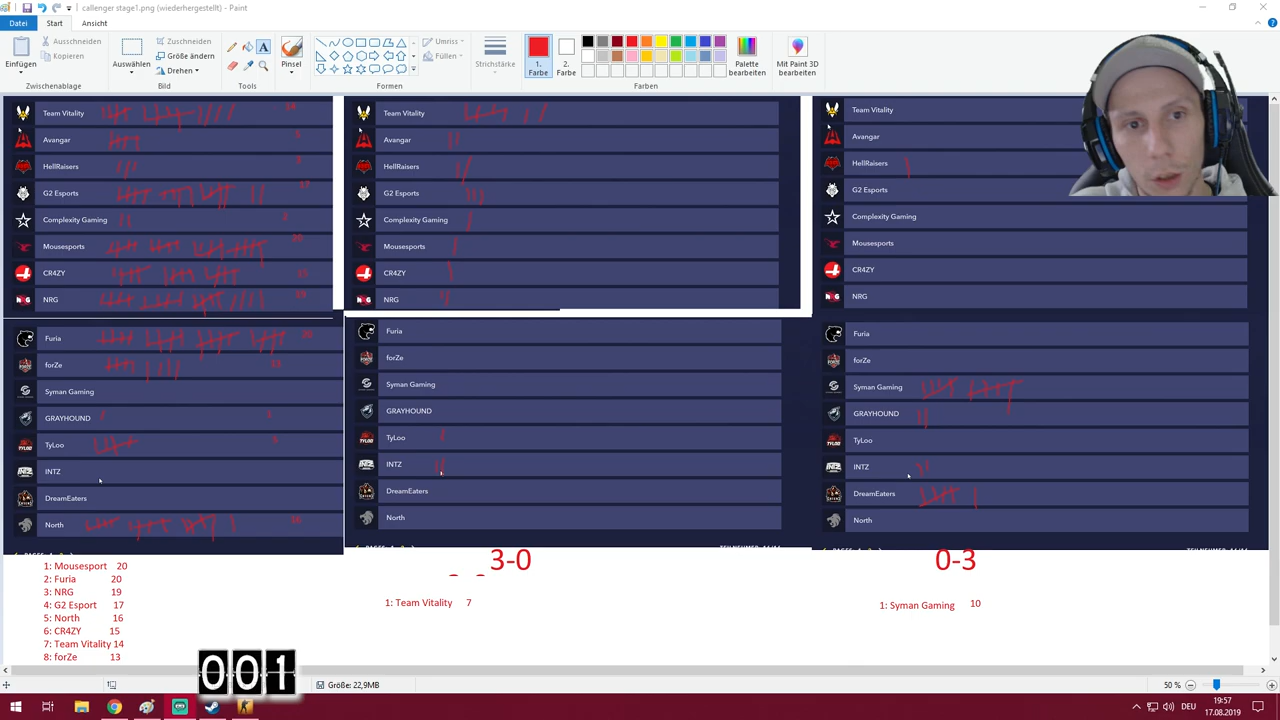 callenger stage1.png (wiederhergestellt) - Paint
Datei Start Ansicht
Einfügen
Ausschneiden
Kopieren
Zwischenablage
Auswählen
Zuschneiden
Größe ändern
Drehen
Bild
Tools
Pinsel
Umriss
Füllen
Formen
Strichstärke
1. Farbe
2. Farbe
Palette bearbeiten
Mit Paint 3D bearbeiten
Farben
Team Vitality
Avangar 5
HellRaisers 3
G2 Esports 17
Complexity Gaming 2
Mousesports 20
CR4ZY
NRG
Furia
forZe 13
Syman Gaming
GRAYHOUND
TyLoo
INTZ
DreamEaters
North
Team Vitality
Avangar
HellRaisers
G2 Esports
Complexity Gaming
Mousesports
CR4ZY
NRG
Furia
forZe
Syman Gaming
GRAYHOUND
TyLoo
INTZ
DreamEaters
North
Team Vitality
Avangar
HellRaisers
G2 Esports
Complexity Gaming
Mousesports
CR4ZY
NRG
Furia
forZe
Syman Gaming
GRAYHOUND
TyLoo
INTZ
DreamEaters
North
1: Mousesport 20
2: Furia 20
3: NRG 19
4: G2 Esport 17
5: North 16
6: CR4ZY 15
7: Team Vitality 14
8: forZe 13
3-0
1: Team Vitality 7
0-3
1: Syman Gaming 10
001
Größe: 22,9MB
50 %
DEU
19:57
17.08.2019